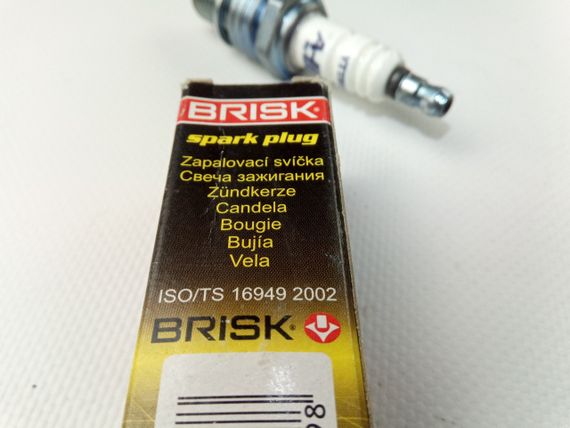 BRISK
spark plug
Zapalovací svíčka
Свеча зажигания
Zündkerze
Candela
Bougie
Bujía
Vela
ISO/TS 16949 2002
BRiSK